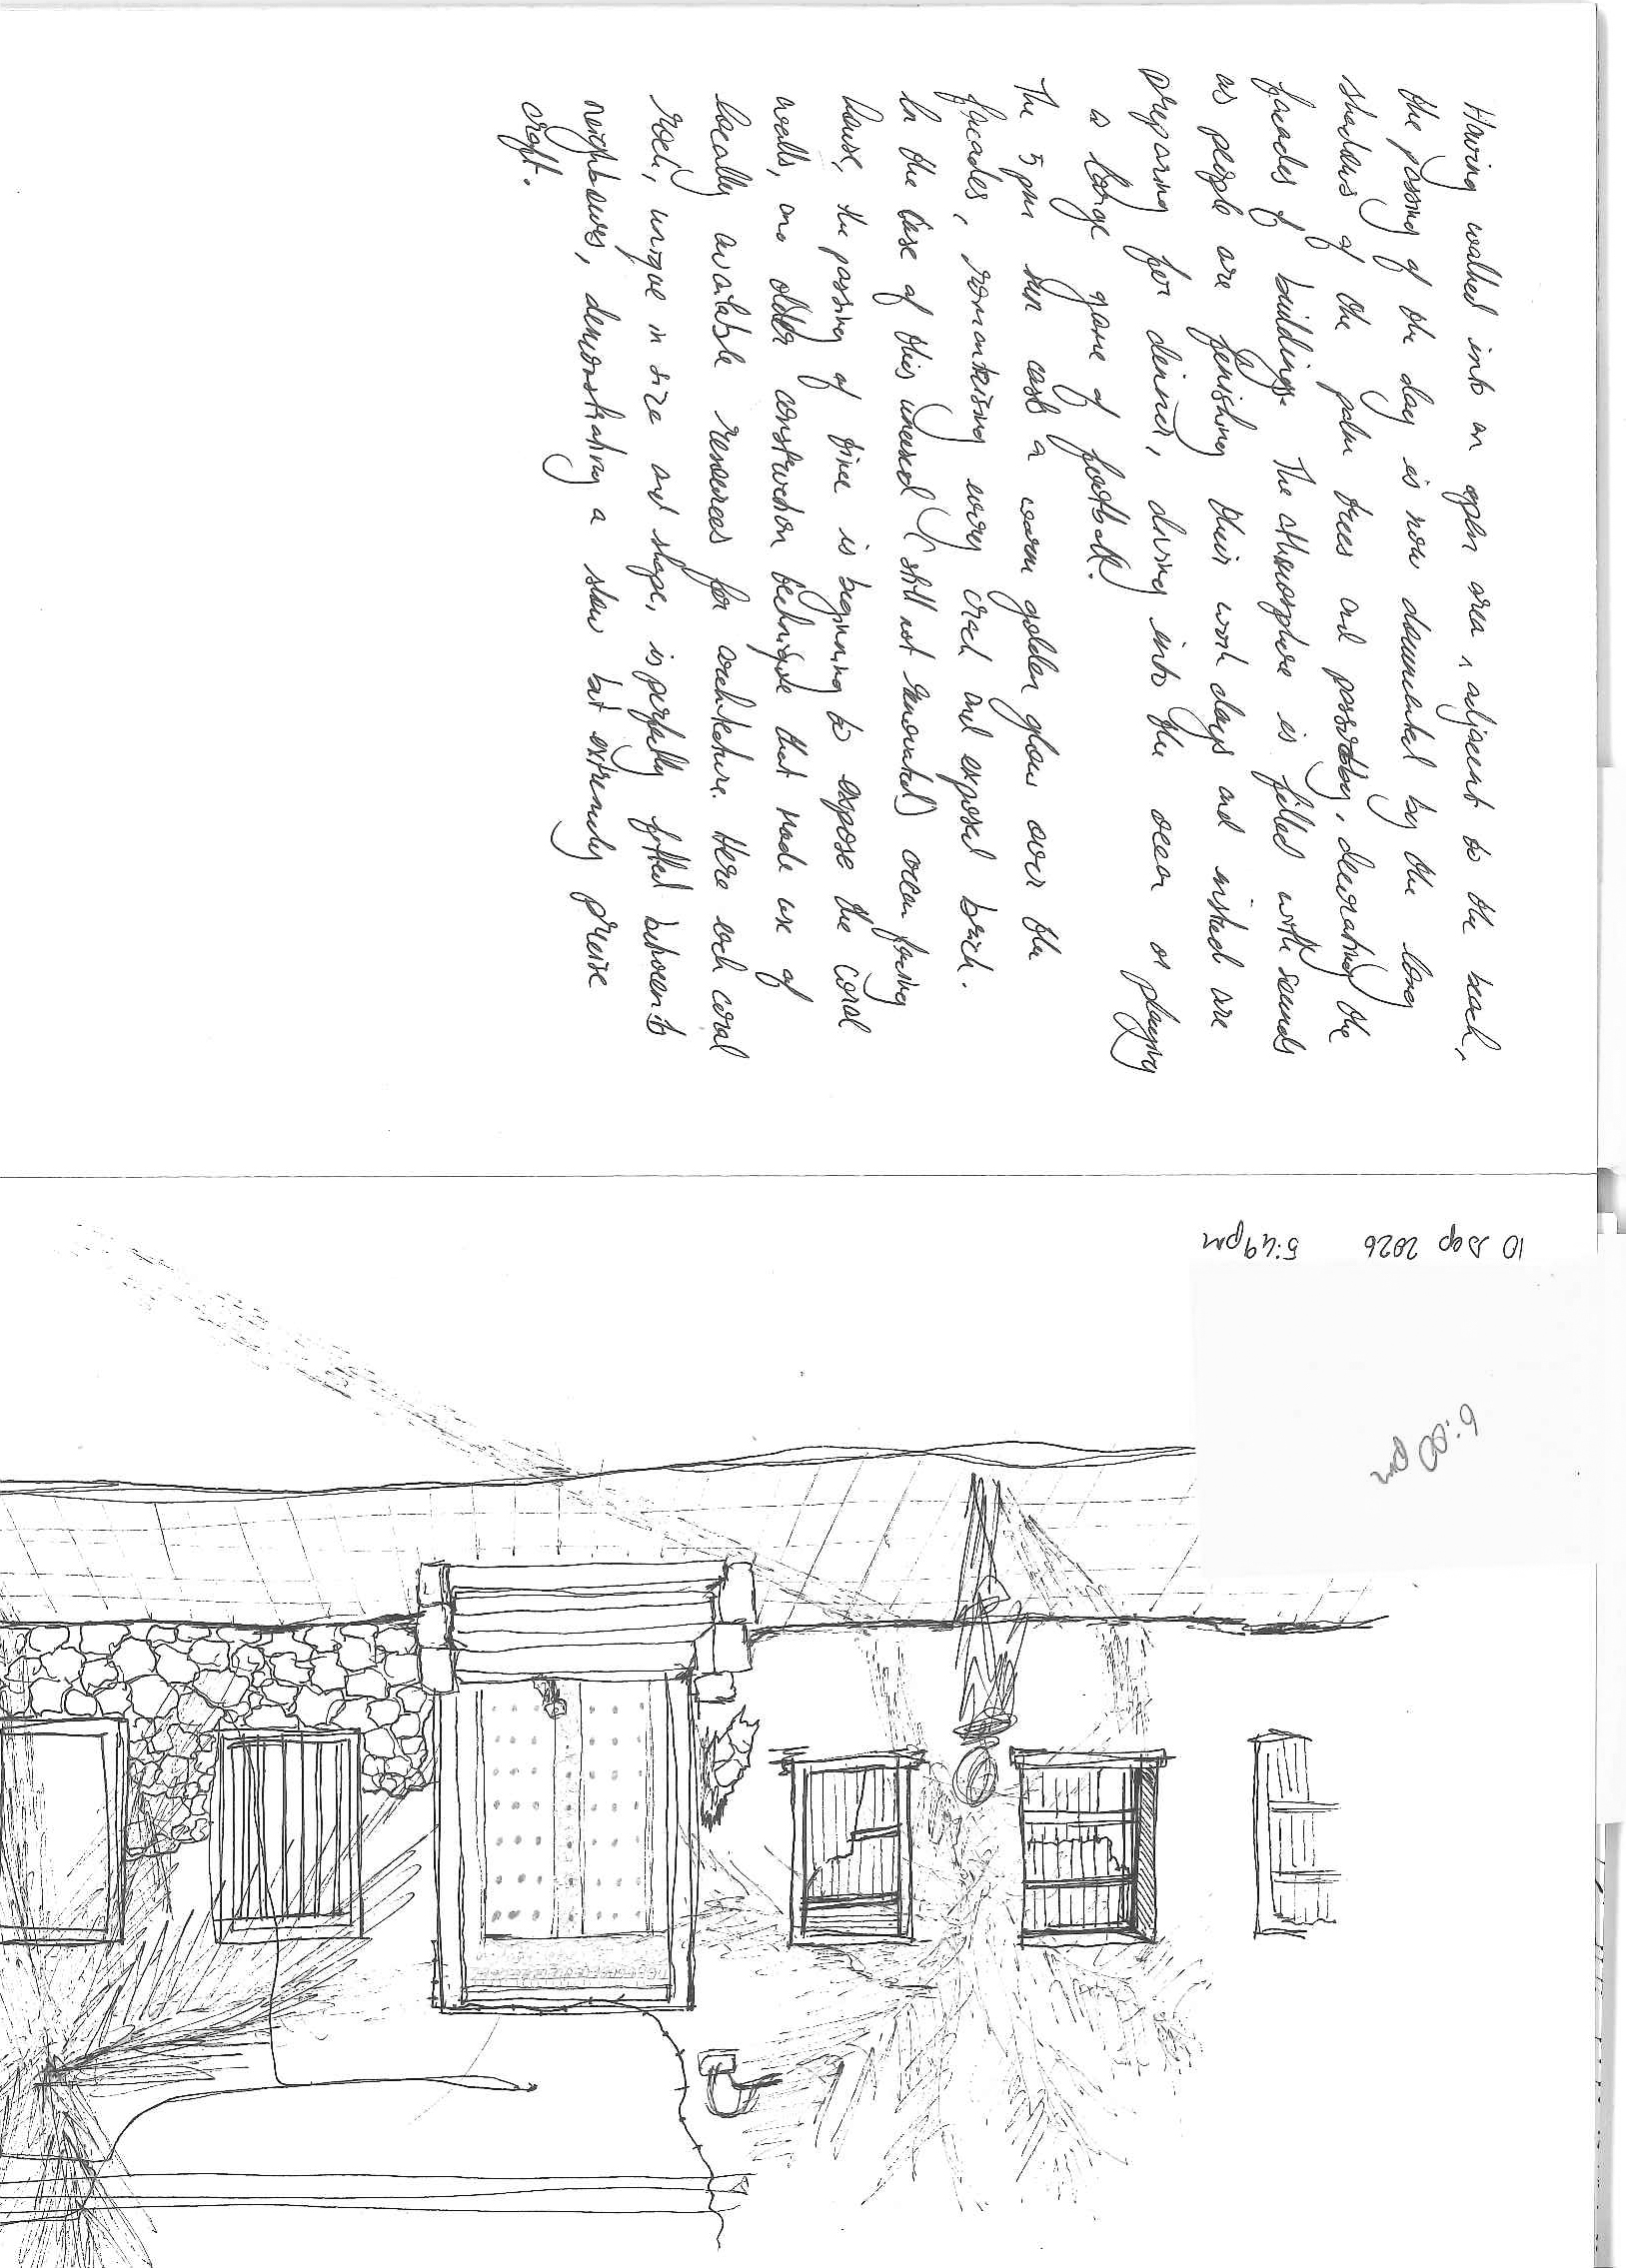 Having walked into an open area, adjacent to the beach,
the passing of the day is now documented by the long
shadows of the palm trees and passersby, decorating the
facades of buildings. The athmosphere is filled with sounds
as people are finishing their work days and instead are
preparing for dinner, diving into the ocean or playing
a large game of football.
The 5 pm sun casts a warm golden glow over the
facades, romanticising every crack and exposed brick.
In the case of this unused (still not renovated) ocean facing
house, the passing of time is beginning to expose the coral
walls, an older construction technique that made use of
locally available resources for architecture. Here each coral
rock, unique in size and shape, is perfectly fitted between its
neighbours, demonstrating a slow but extremely precise
craft.
10 Sep 2026 5:49pm
6:00 pm